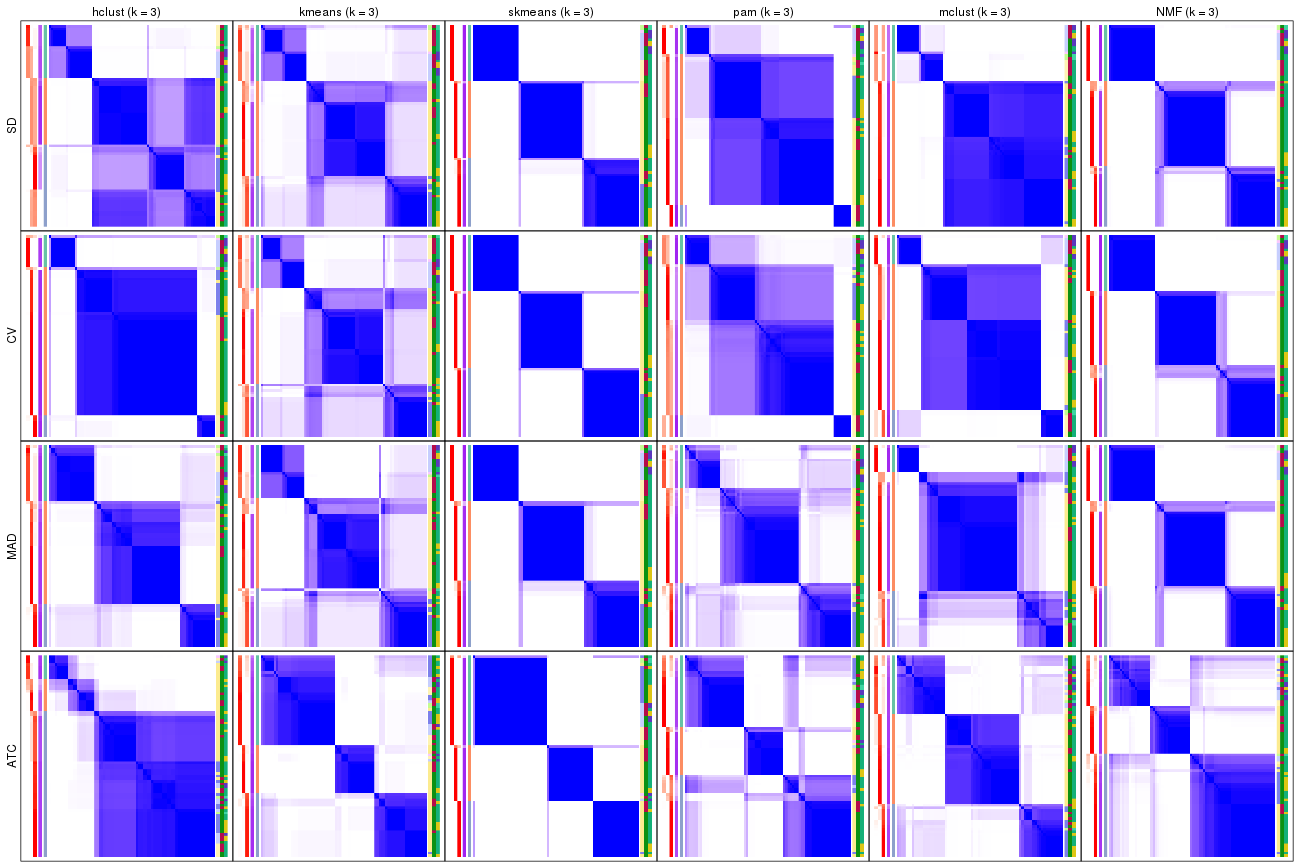 hclust (k = 3) kmeans (k = 3) skmeans (k = 3) pam (k = 3) mclust (k = 3) NMF (k = 3)
SD
CV
MAD
ATC